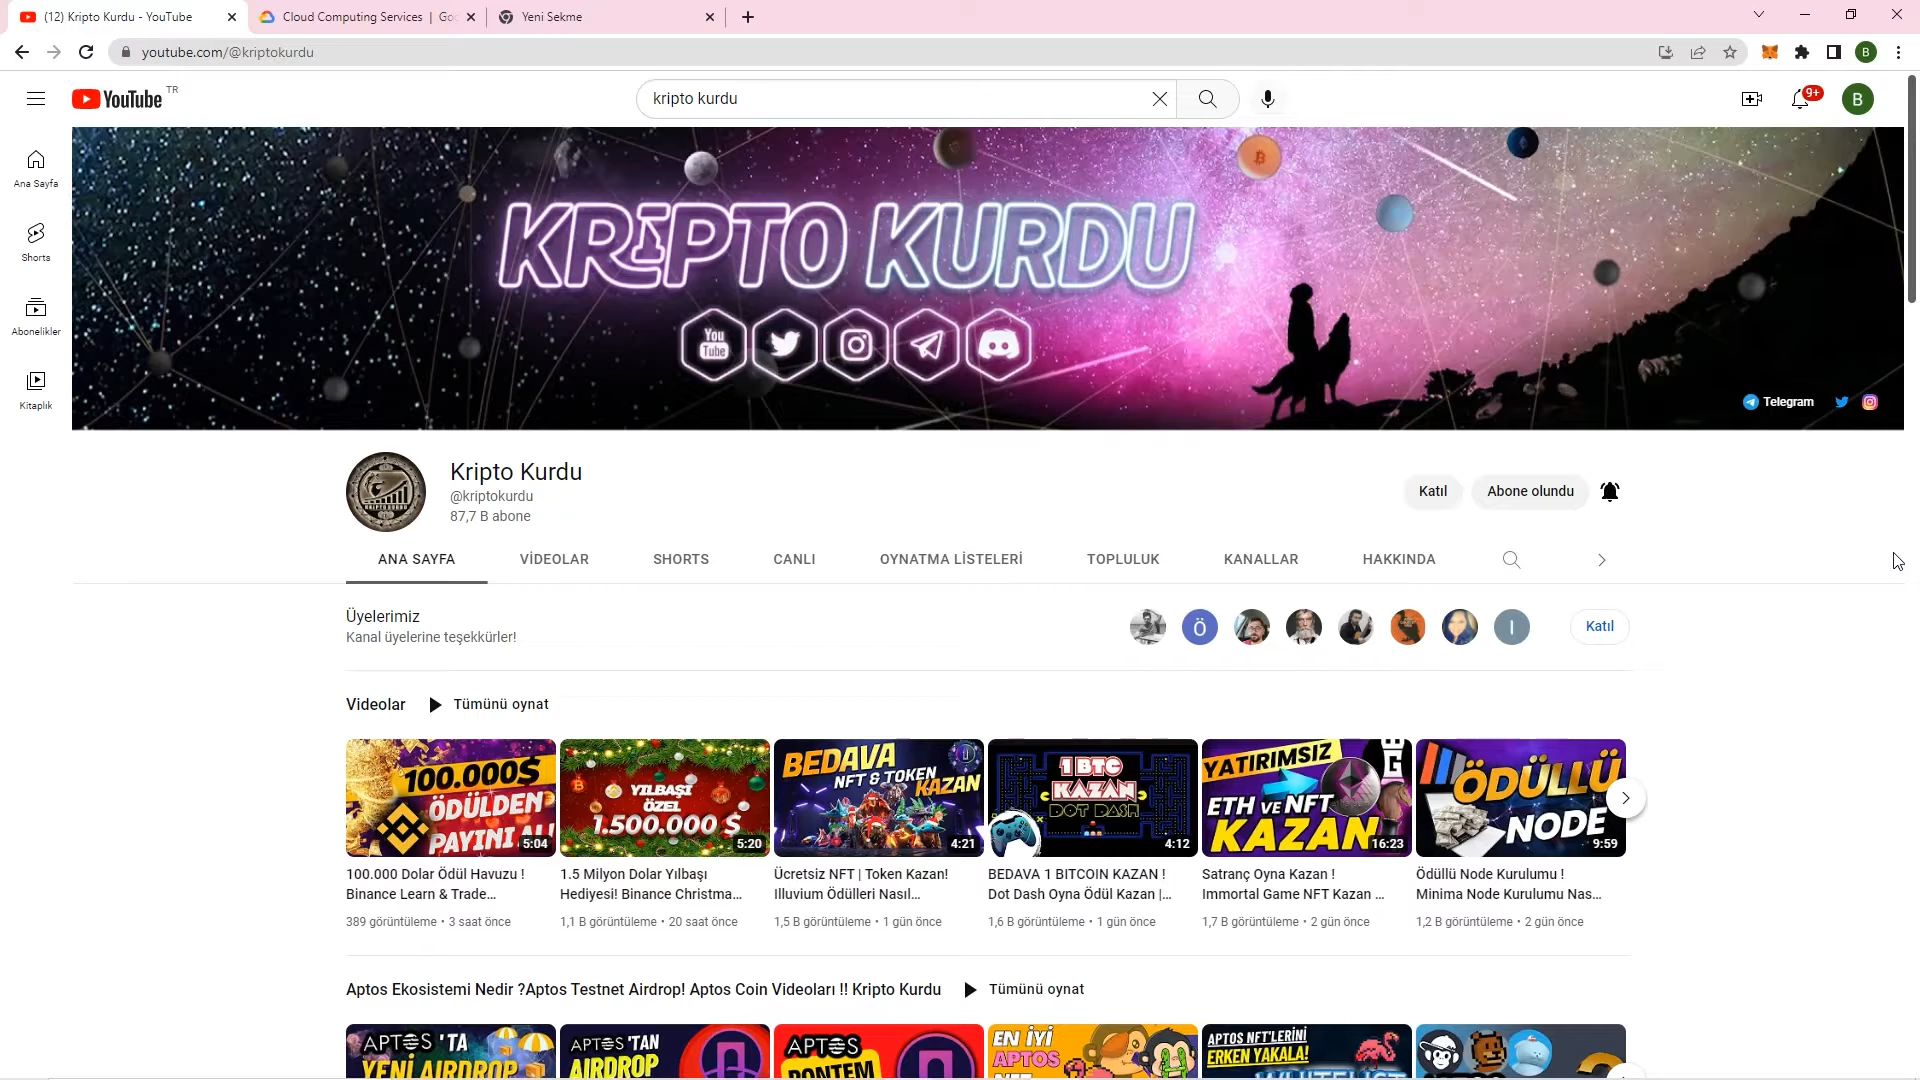 (12) Kripto Kurdu - YouTube
Cloud Computing Services | Goo
Yeni Sekme
youtube.com/@kriptokurdu
B
YouTube TR
kripto kurdu
9+
B
Ana Sayfa
Shorts
Abonelikler
Kitaplık
KRİPTO KURDU
You
Tube
Telegram
Kripto Kurdu
@kriptokurdu
87,7 B abone
Katıl
Abone olundu
ANA SAYFA
VİDEOLAR
SHORTS
CANLI
OYNATMA LİSTELERİ
TOPLULUK
KANALLAR
HAKKINDA
Üyelerimiz
Kanal üyelerine teşekkürler!
Ö
I
Katıl
Videolar
Tümünü oynat
100.000$
ÖDÜLDEN
PAYINI AL!
5:04
YILBAŞI
ÖZEL
1.500.000 $
5:20
BEDAVA
NFT & TOKEN
KAZAN
4:21
1 BTC
KAZAN
DOT DASH
4:12
YATIRIMSIZ
ETH VE NFT
KAZAN
16:23
ÖDÜLLÜ
NODE
9:59
100.000 Dolar Ödül Havuzu !
Binance Learn & Trade...
389 görüntüleme • 3 saat önce
1.5 Milyon Dolar Yılbaşı
Hediyesi! Binance Christma...
1,1 B görüntüleme • 20 saat önce
Ücretsiz NFT | Token Kazan!
Illuvium Ödülleri Nasıl...
1,5 B görüntüleme • 1 gün önce
BEDAVA 1 BITCOIN KAZAN !
Dot Dash Oyna Ödül Kazan |...
1,6 B görüntüleme • 1 gün önce
Satranç Oyna Kazan !
Immortal Game NFT Kazan ...
1,7 B görüntüleme • 2 gün önce
Ödüllü Node Kurulumu !
Minima Node Kurulumu Nas...
1,2 B görüntüleme • 2 gün önce
Aptos Ekosistemi Nedir ?Aptos Testnet Airdrop! Aptos Coin Videoları !! Kripto Kurdu
Tümünü oynat
APTOS 'TA
YENİ AIRDROP
APTOS 'TAN
AIRDROP
APTOS
PONTEM
EN İYİ
APTOS
NFT
APTOS NFT'LERİNİ
ERKEN YAKALA!
WHITELIST